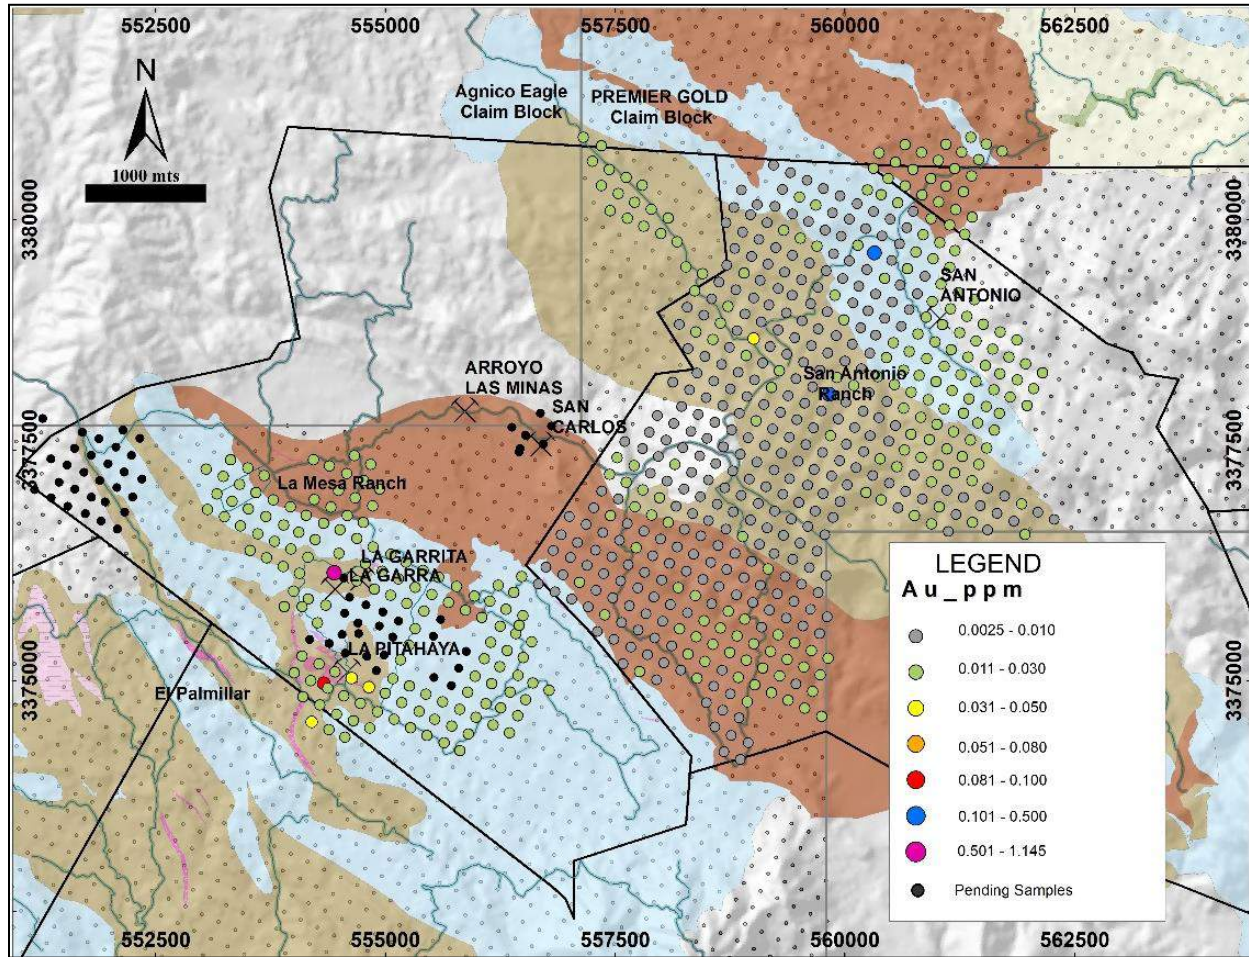 552500 555000 557500 560000 562500
N
1000 mts
Agnico Eagle
Claim Block
PREMIER GOLD
Claim Block
3380000
3380000
SAN
ANTONIO
ARROYO
LAS MINAS
SAN
CARLOS
San Antonio
Ranch
3377500
3377500
La Mesa Ranch
LA GARRITA
LA GARRA
LA PITAHAYA
El Palmillar
3375000
3375000
LEGEND
Au_ppm
0.0025 - 0.010
0.011 - 0.030
0.031 - 0.050
0.051 - 0.080
0.081 - 0.100
0.101 - 0.500
0.501 - 1.145
Pending Samples
552500 555000 557500 560000 562500